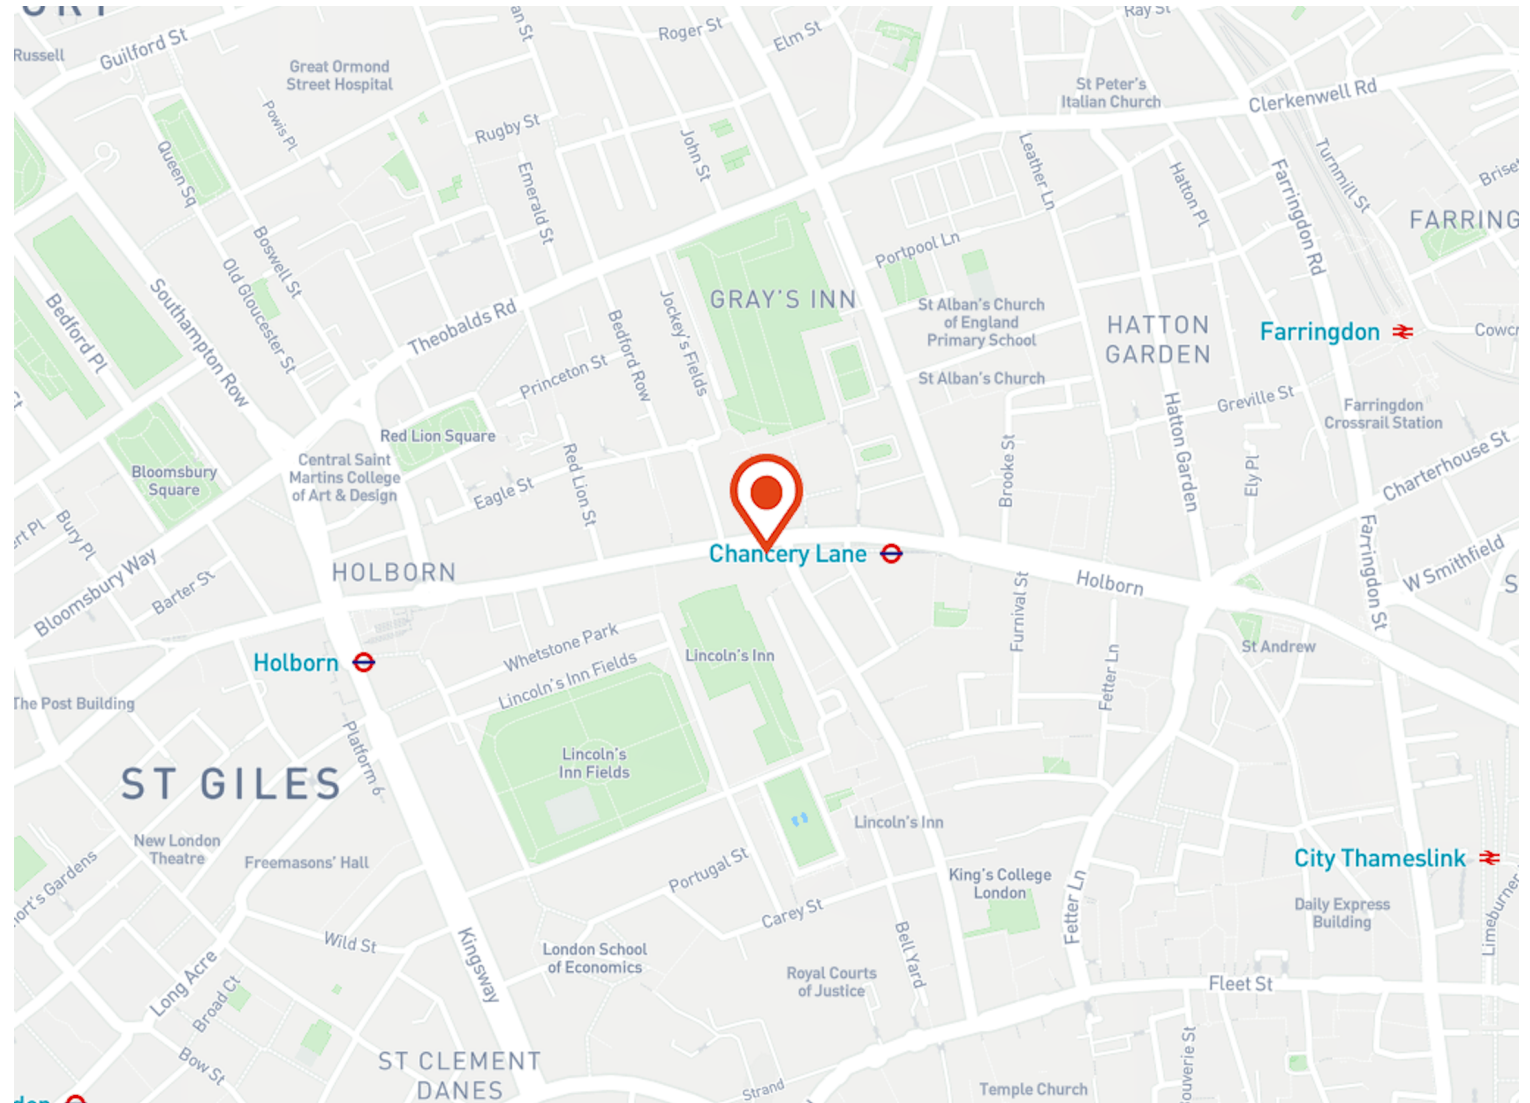 Guilford St
Russell
Great Ormond
Street Hospital
Roger St
Elm St
Ray St
St Peter's
Italian Church
Clerkenwell Rd
Powis Pl
Rugby St
John St
Queen Sq
Emerald St
Leather Ln
Hatton Pl
Turnmill St
Farringdon Rd
Boswell St
Old Gloucester St
Portpool Ln
Southampton Row
Bedford Pl
Theobalds Rd
Jockey's Fields
GRAY'S INN
St Alban's Church
of England
Primary School
HATTON
GARDEN
Farringdon
Bedford Row
Princeton St
St Alban's Church
Greville St
Farringdon
Crossrail Station
Hatton Garden
Red Lion Square
Central Saint
Martins College
of Art & Design
Bloomsbury
Square
Red Lion St
Eagle St
Brooke St
Ely Pl
Charterhouse St
Bury Pl
Chancery Lane
Farringdon St
W Smithfield
HOLBORN
Bloomsbury Way
Barter St
Holborn
Furnival St
Whetstone Park
Lincoln's Inn
St Andrew
Holborn
Lincoln's Inn Fields
Fetter Ln
The Post Building
Platform 6
ST GILES
Lincoln's
Inn Fields
New London
Theatre
Freemasons' Hall
Lincoln's Inn
City Thameslink
Portugal St
King's College
London
Fetter Ln
Carey St
Daily Express
Building
Wild St
Kingsway
London School
of Economics
Bell Yard
Royal Courts
of Justice
Fleet St
Long Acre
Broad Ct
Bow St
ST CLEMENT
DANES
Strand
Temple Church